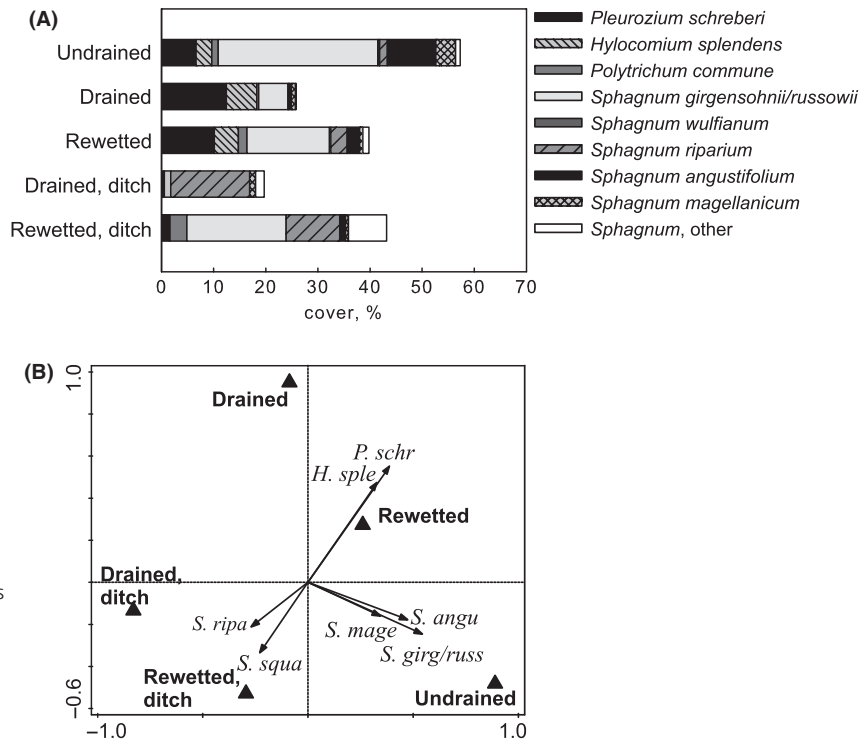 (A)
Undrained
Drained
Rewetted
Drained, ditch
Rewetted, ditch
0 10 20 30 40 50 60 70
cover, %
Pleurozium schreberi
Hylocomium splendens
Polytrichum commune
Sphagnum girgensohnii/russowii
Sphagnum wulfianum
Sphagnum riparium
Sphagnum angustifolium
Sphagnum magellanicum
Sphagnum, other
(B)
1.0
Drained
P. schr
H. sple
Rewetted
Drained,
ditch
s
S. ripa
S. angu
S. mage
S. girg/russ
S. squa
Rewetted,
ditch
Undrained
−0.6
−1.0 1.0